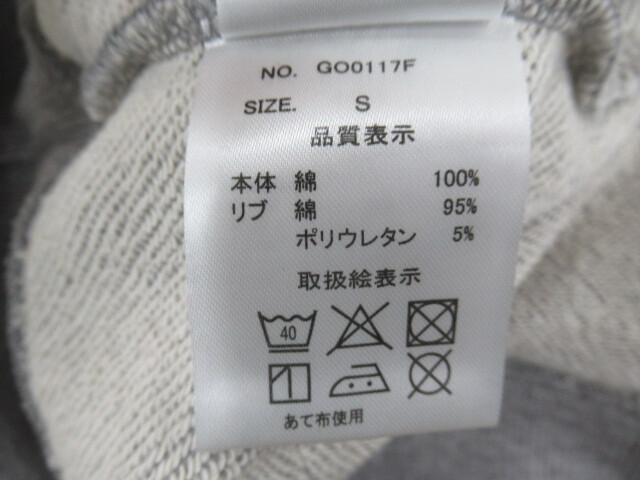 NO. GO0117F
SIZE. S
品質表示
本体 綿 100%
リブ 綿 95%
ポリウレタン 5%
取扱絵表示
40
あて布使用